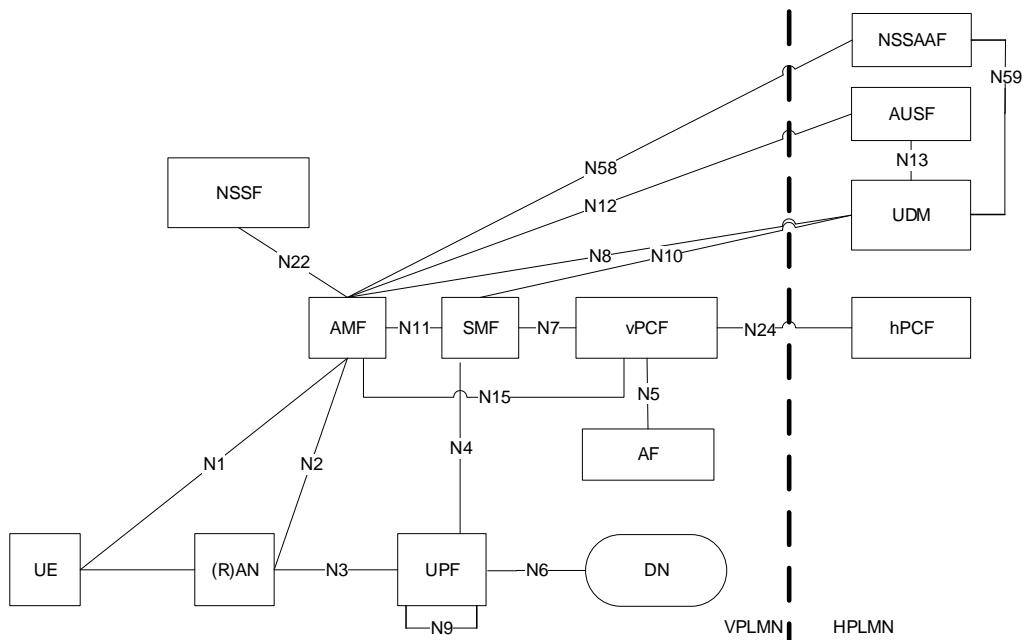 NSSAAF
N59
AUSF
N58
N13
NSSF
N12
UDM
N22
N8
N10
AMF
N11
SMF
N7
vPCF
N24
hPCF
N15
N5
N1
N2
N4
AF
UE
(R)AN
N3
UPF
N6
DN
N9
VPLMN
HPLMN